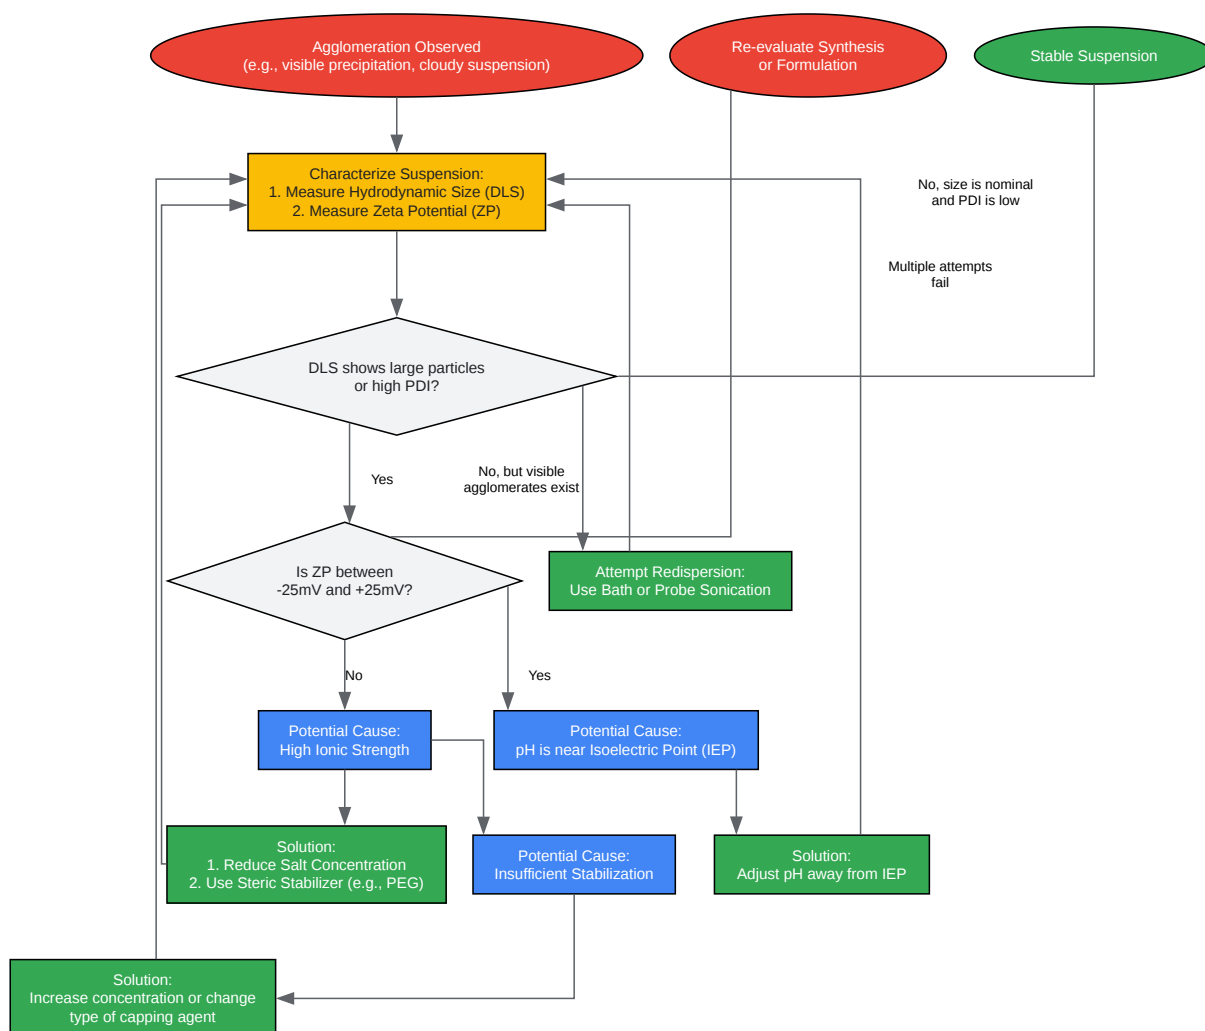 Agglomeration Observed
(e.g., visible precipitation, cloudy suspension)
Re-evaluate Synthesis
or Formulation
Stable Suspension
Characterize Suspension:
1. Measure Hydrodynamic Size (DLS)
2. Measure Zeta Potential (ZP)
No, size is nominal
and PDI is low
Multiple attempts
fail
DLS shows large particles
or high PDI?
Yes
No, but visible
agglomerates exist
Is ZP between
-25mV and +25mV?
Attempt Redispersion:
Use Bath or Probe Sonication
No
Yes
Potential Cause:
High Ionic Strength
Potential Cause:
pH is near Isoelectric Point (IEP)
Solution:
1. Reduce Salt Concentration
2. Use Steric Stabilizer (e.g., PEG)
Potential Cause:
Insufficient Stabilization
Solution:
Adjust pH away from IEP
Solution:
Increase concentration or change
type of capping agent